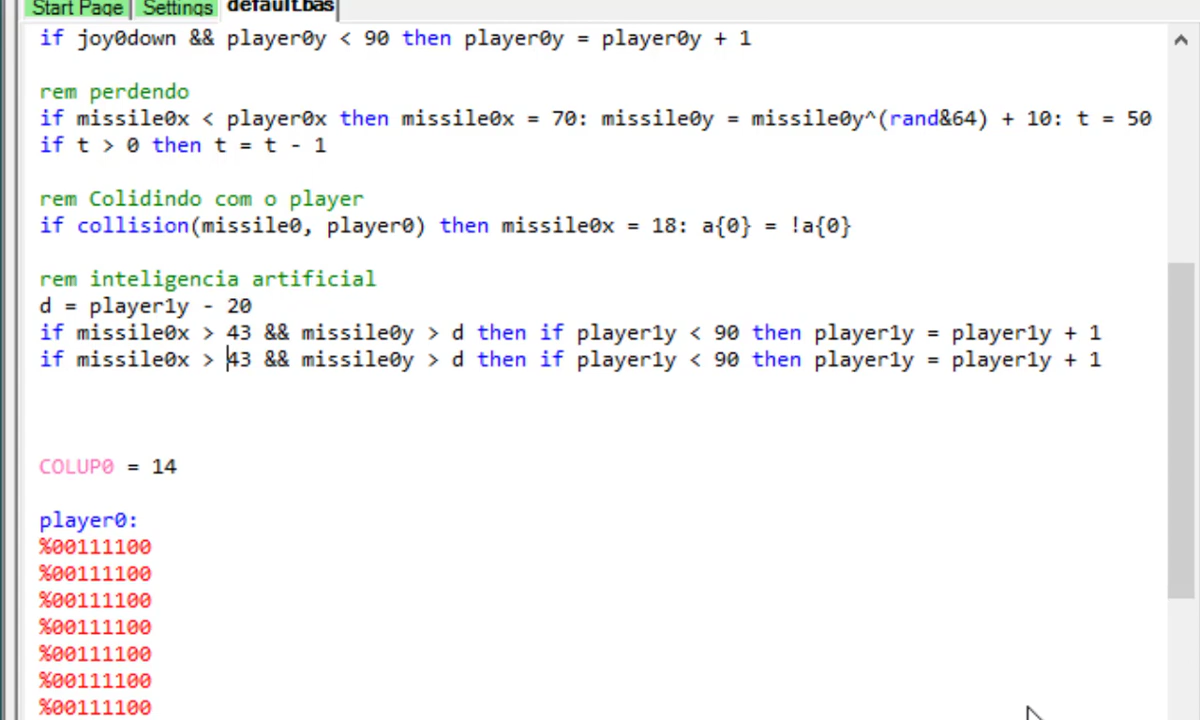 Start Page Settings default.bas
if joy0down && player0y < 90 then player0y = player0y + 1
rem perdendo
if missile0x < player0x then missile0x = 70: missile0y = missile0y^(rand&64) + 10: t = 50
if t > 0 then t = t - 1
rem Colidindo com o player
if collision(missile0, player0) then missile0x = 18: a{0} = !a{0}
rem inteligencia artificial
d = player1y - 20
if missile0x > 43 && missile0y > d then if player1y < 90 then player1y = player1y + 1
if missile0x > 43 && missile0y > d then if player1y < 90 then player1y = player1y + 1
COLUP0 = 14
player0:
%00111100
%00111100
%00111100
%00111100
%00111100
%00111100
%00111100